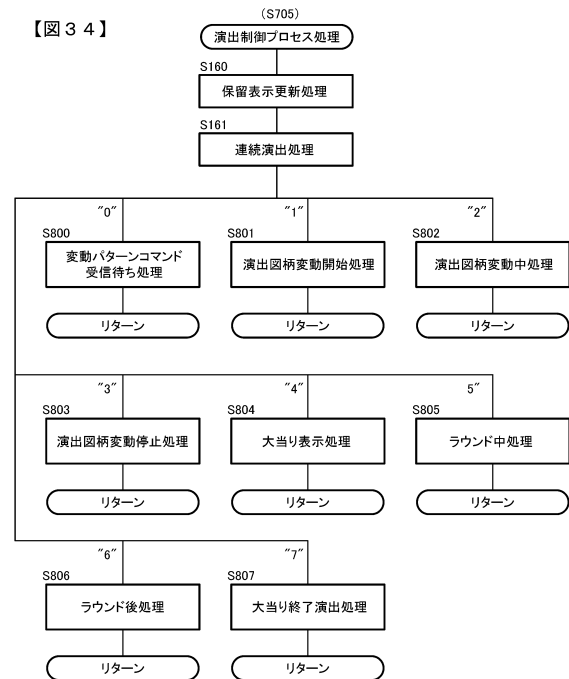 【図３４】
(S705)
演出制御プロセス処理
S160
保留表示更新処理
S161
連続演出処理
"0"
"1"
"2"
S800
S801
S802
変動パターンコマンド
受信待ち処理
演出図柄変動開始処理
演出図柄変動中処理
リターン
リターン
リターン
"3"
"4"
5"
S803
S804
S805
演出図柄変動停止処理
大当り表示処理
ラウンド中処理
リターン
リターン
リターン
"6"
"7"
S806
S807
ラウンド後処理
大当り終了演出処理
リターン
リターン